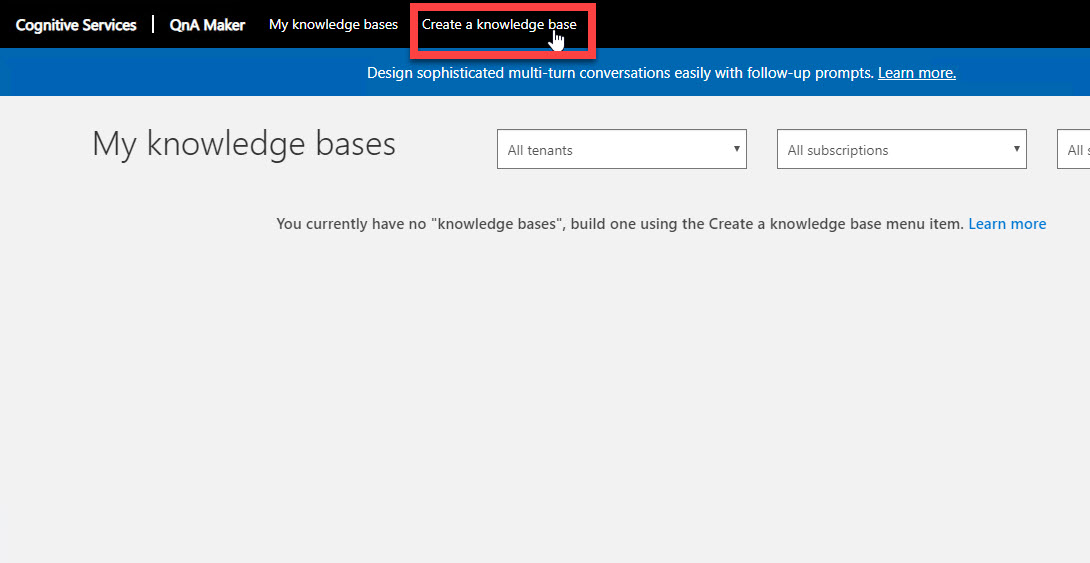 Cognitive Services | QnA Maker My knowledge bases Create a knowledge base
Design sophisticated multi-turn conversations easily with follow-up prompts. Learn more.
My knowledge bases All tenants All subscriptions All
You currently have no "knowledge bases", build one using the Create a knowledge base menu item. Learn more